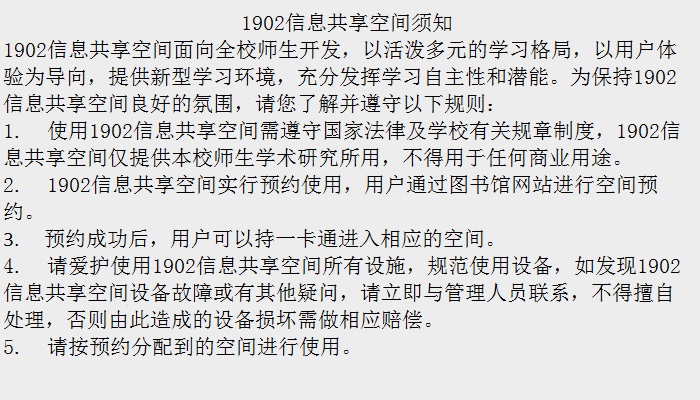 1902信息共享空间须知
1902信息共享空间面向全校师生开发，以活泼多元的学习格局，以用户体
验为导向，提供新型学习环境，充分发挥学习自主性和潜能。为保持1902
信息共享空间良好的氛围，请您了解并遵守以下规则：
1. 使用1902信息共享空间需遵守国家法律及学校有关规章制度，1902信
息共享空间仅提供本校师生学术研究所用，不得用于任何商业用途。
2. 1902信息共享空间实行预约使用，用户通过图书馆网站进行空间预
约。
3. 预约成功后，用户可以持一卡通进入相应的空间。
4. 请爱护使用1902信息共享空间所有设施，规范使用设备，如发现1902
信息共享空间设备故障或有其他疑问，请立即与管理人员联系，不得擅自
处理，否则由此造成的设备损坏需做相应赔偿。
5. 请按预约分配到的空间进行使用。